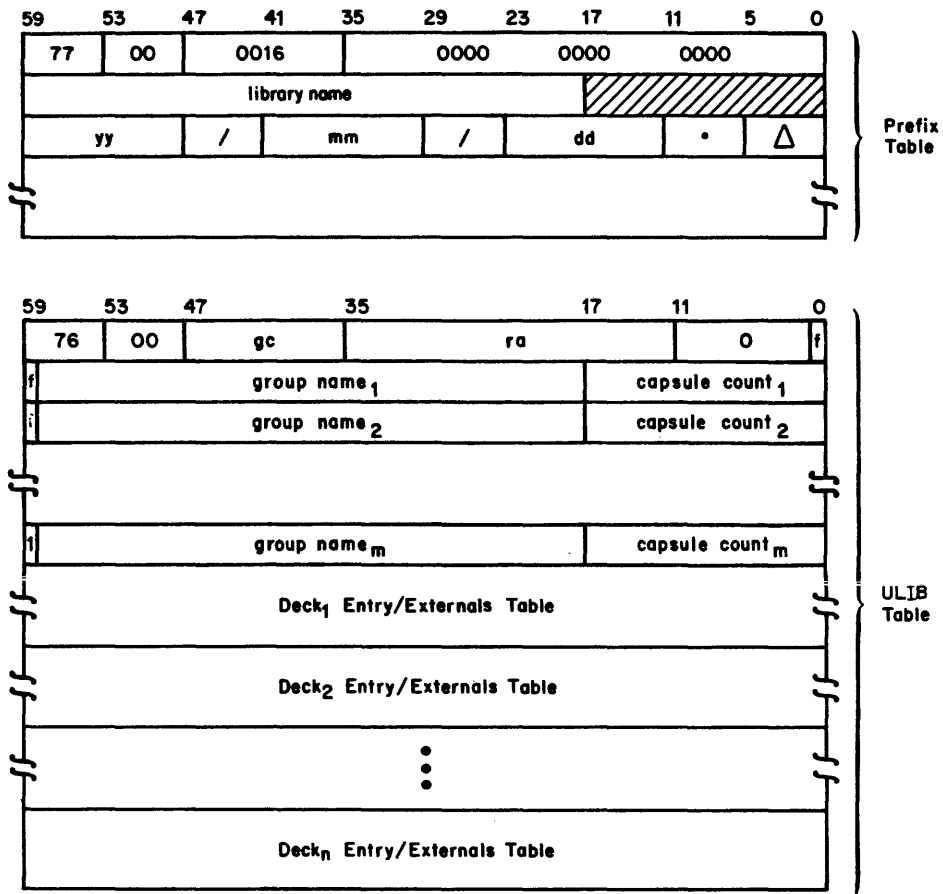 59 53 47 41 35 29 23 17 11 5 0
77 00 0016 0000 0000 0000
library name
yy / mm / dd • Δ
Prefix
Table
59 53 47 35 17 11 0
76 00 gc ra 0 f
f group name1 capsule count1
group name2 capsule count2
1 group namem capsule countm
Deck1 Entry/Externals Table
ULIB
Table
Deck2 Entry/Externals Table
Deckn Entry/Externals Table